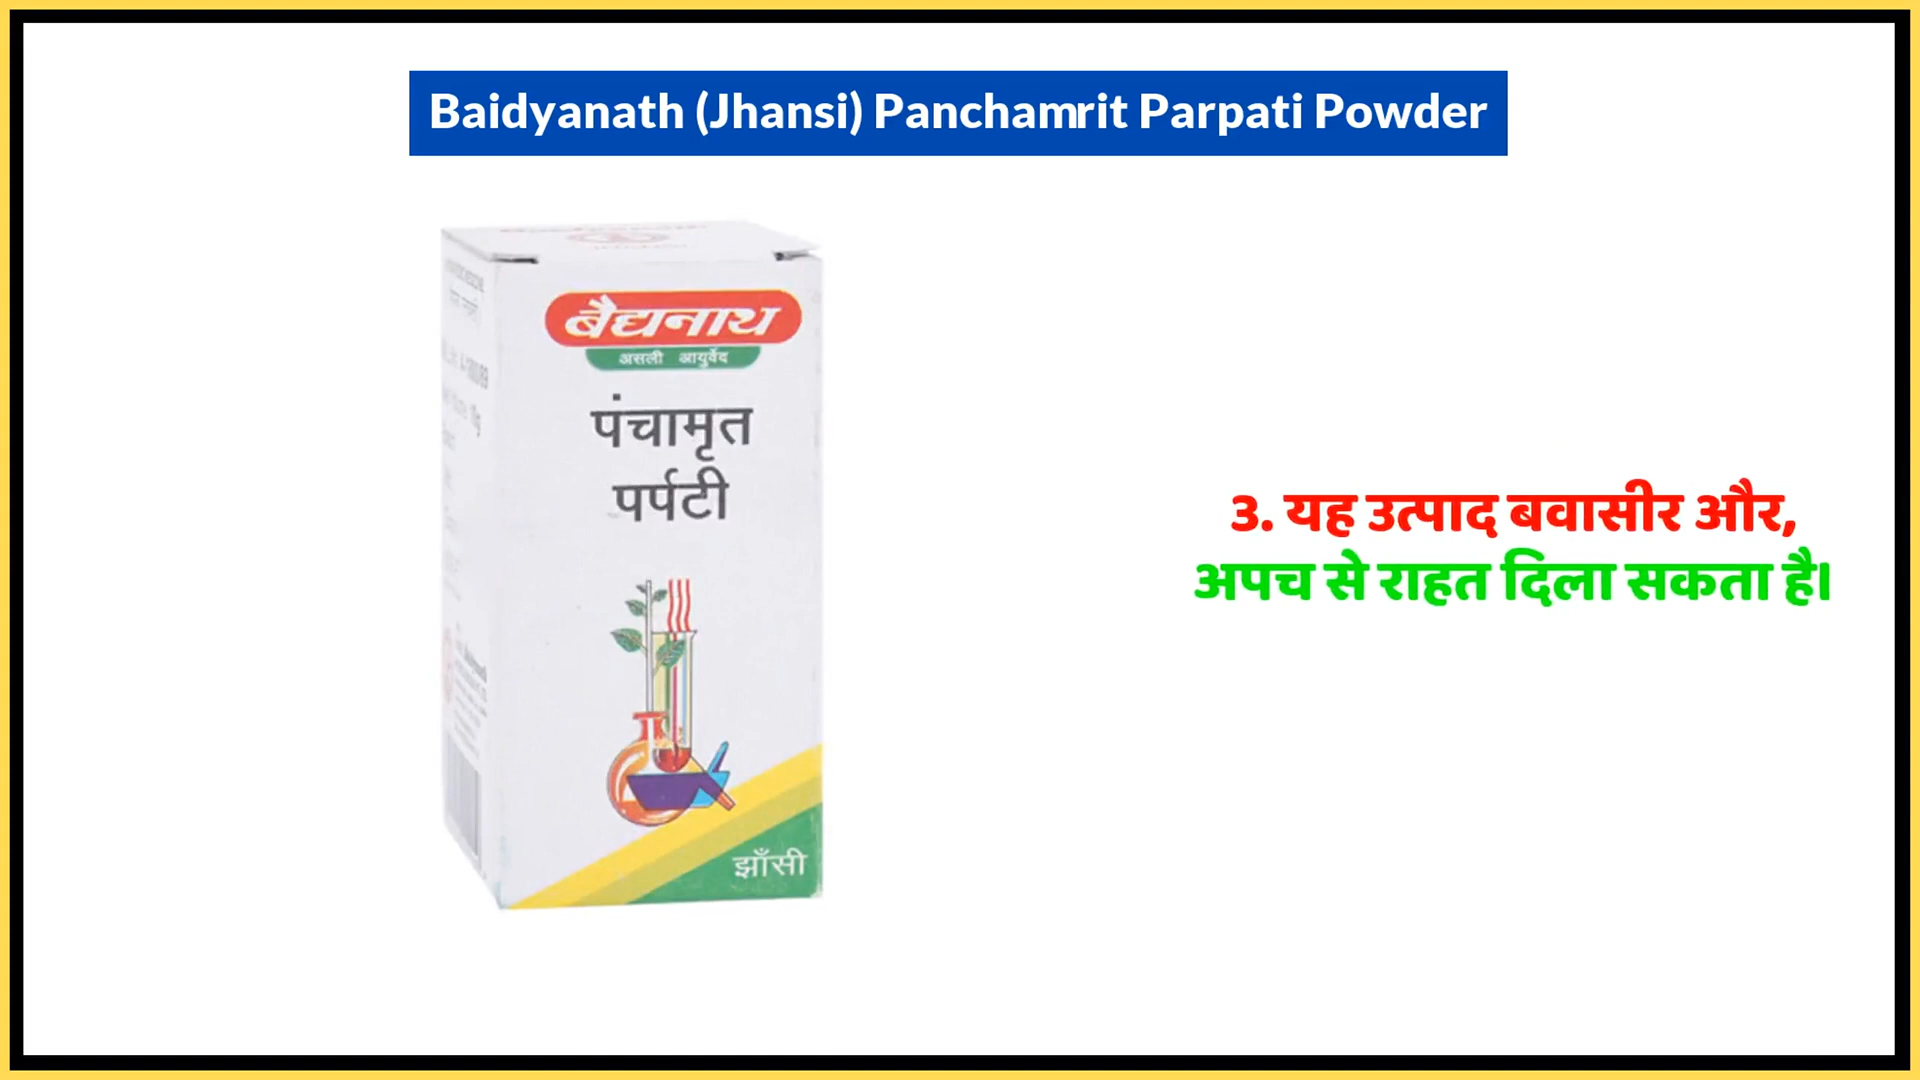 Baidyanath (Jhansi) Panchamrit Parpati Powder
बैद्यनाथ
असली आयुर्वेद
पंचामृत
पर्पटी
झाँसी
3. यह उत्पाद बवासीर और,
अपच से राहत दिला सकता है।